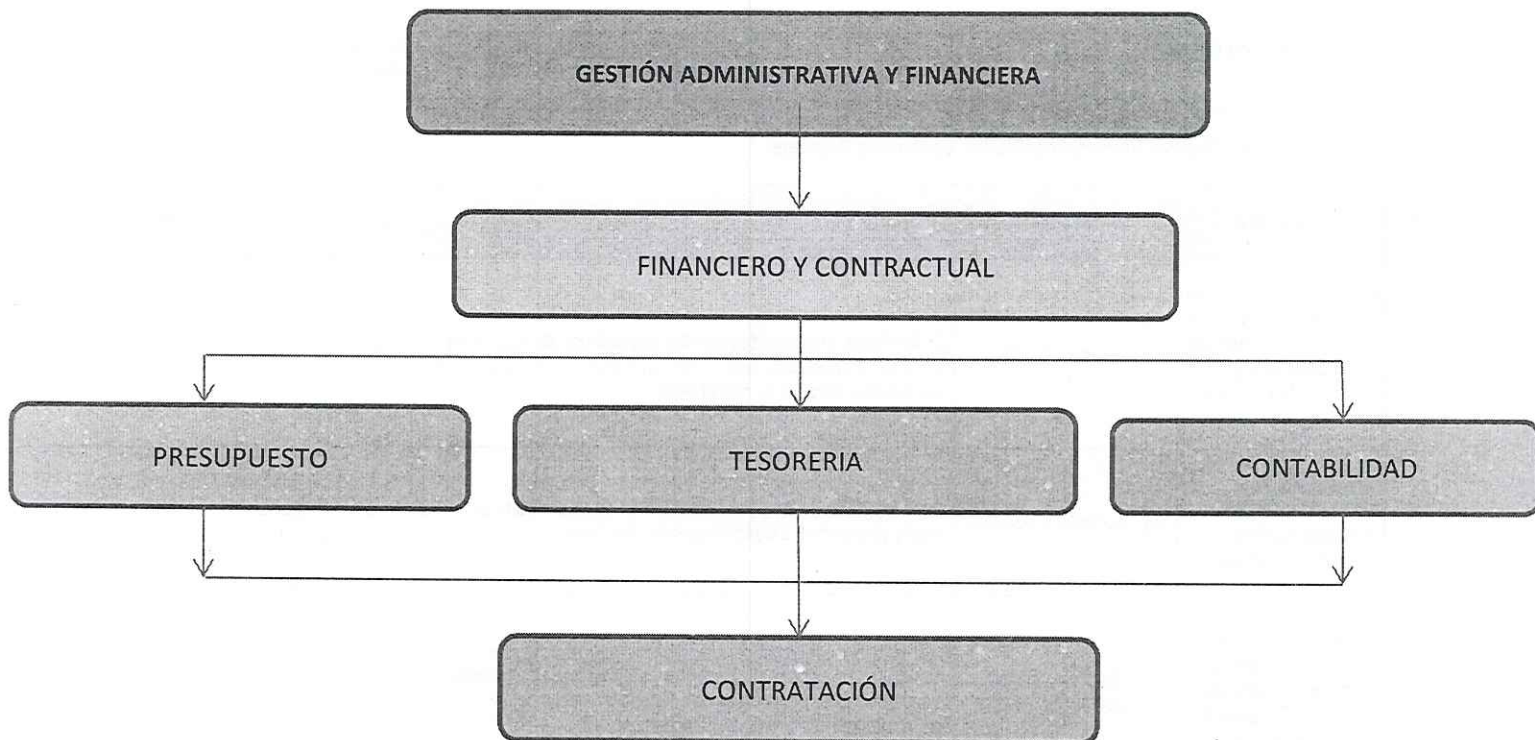 GESTIÓN ADMINISTRATIVA Y FINANCIERA
FINANCIERO Y CONTRACTUAL
PRESUPUESTO
TESORERIA
CONTABILIDAD
CONTRATACIÓN